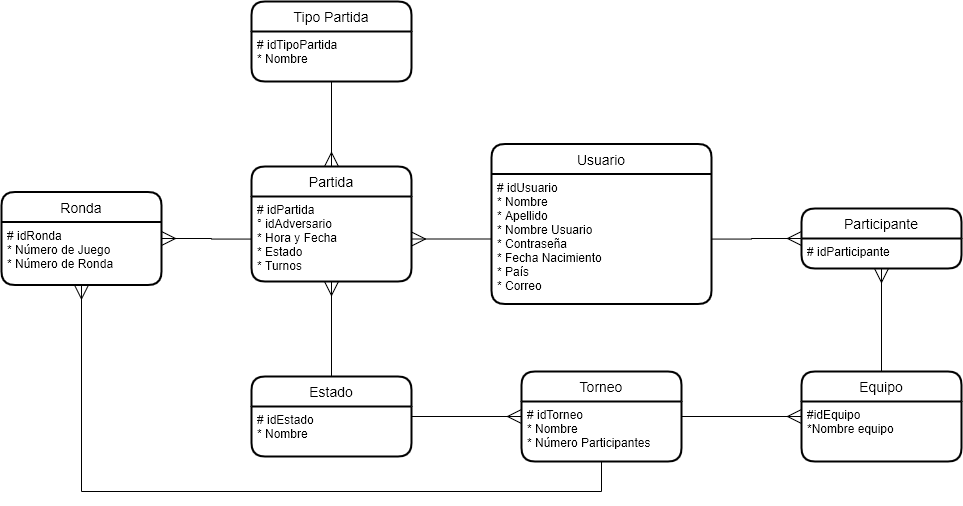 Tipo Partida
# idTipoPartida
* Nombre
Partida
# idPartida
° idAdversario
* Hora y Fecha
* Estado
* Turnos
Usuario
# idUsuario
* Nombre
* Apellido
* Nombre Usuario
* Contraseña
* Fecha Nacimiento
* País
* Correo
Ronda
# idRonda
* Número de Juego
* Número de Ronda
Participante
# idParticipante
Estado
# idEstado
* Nombre
Torneo
# idTorneo
* Nombre
* Número Participantes
Equipo
#idEquipo
*Nombre equipo